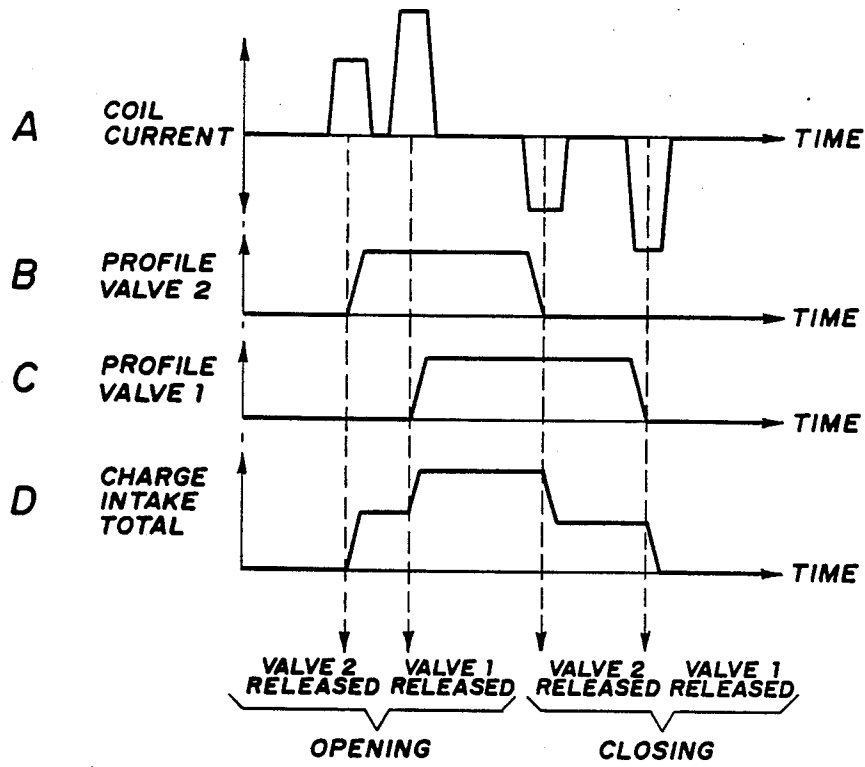 A
COIL
CURRENT
TIME
B
PROFILE
VALVE 2
TIME
C
PROFILE
VALVE 1
TIME
D
CHARGE
INTAKE
TOTAL
TIME
VALVE 2
RELEASED
VALVE 1
RELEASED
VALVE 2
RELEASED
VALVE 1
RELEASED
OPENING
CLOSING